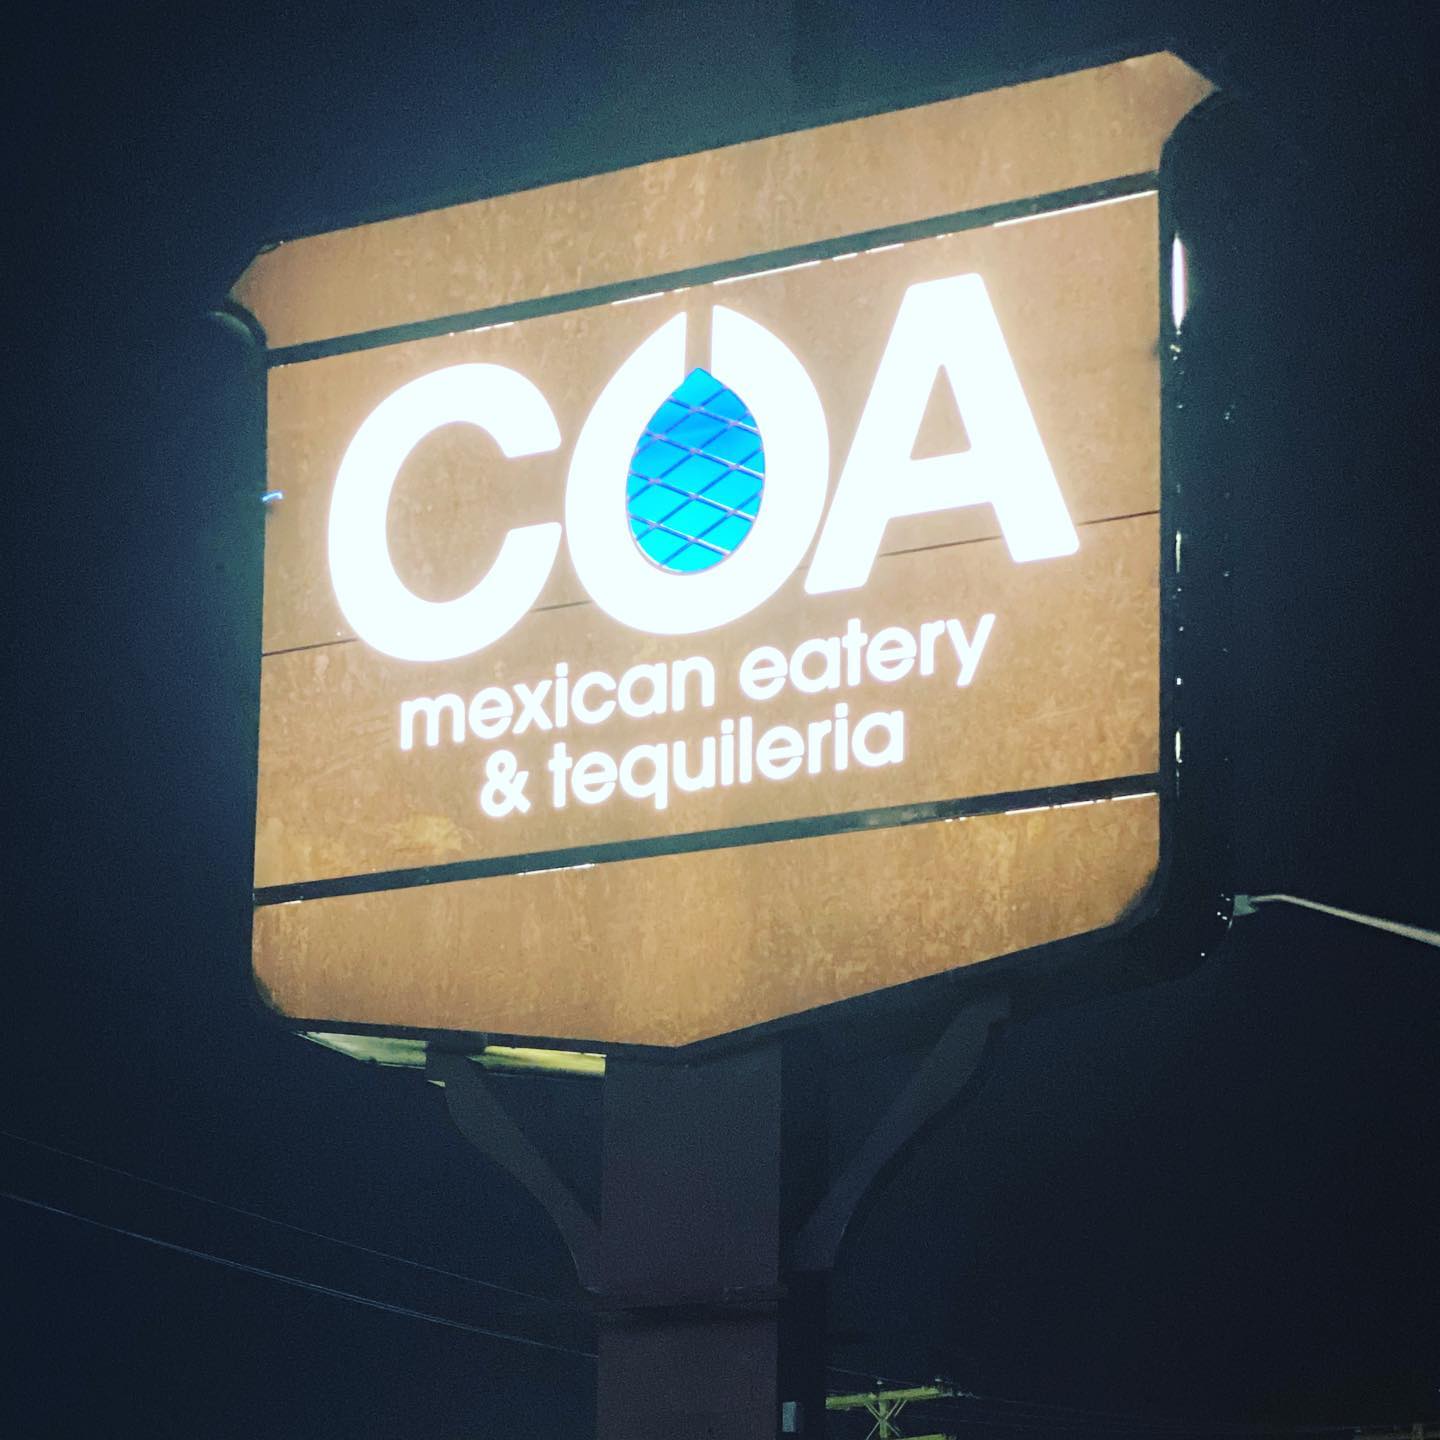 COA
mexican eatery
& tequileria